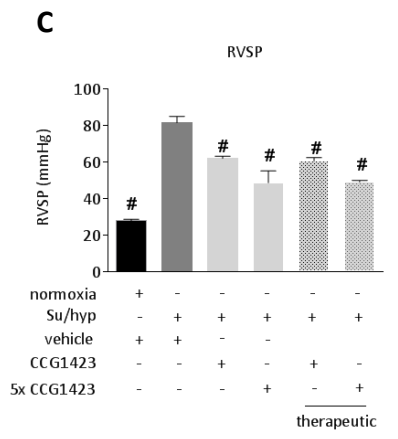 C
RVSP
RVSP (mmHg)
100
80
60
40
20
0
# # # # #
normoxia + - - - - -
Su/hyp - + + + + +
vehicle + + - -
CCG1423 - - + - + -
5x CCG1423 - - - + - +
therapeutic